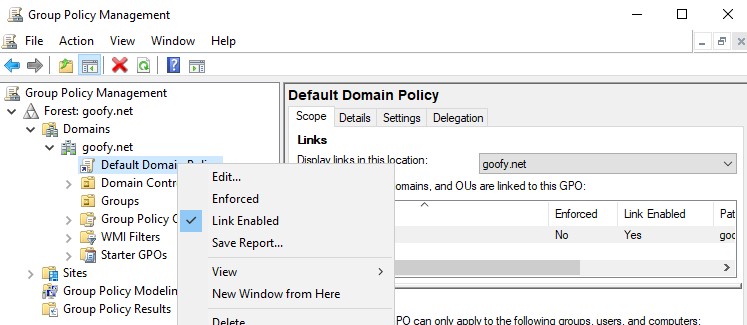 Group Policy Management
File Action View Window Help
Group Policy Management
Forest: goofy.net
Domains
goofy.net
Default Domain
Domain
Groups
Group Policy
WMI Filters
Starter GPOs
Sites
Group Policy
Group Policy Results
Edit...
Enforced
Link Enabled
Save Report...
View
New Window from Here
Delete
Default Domain Policy
Scope Details Settings Delegation
Links
Display links in this location: goofy.net
omains, and OUs are linked to this GPO:
Enforced Link Enabled Pat
No Yes goo
PO can only apply to the following groups, users, and computers: